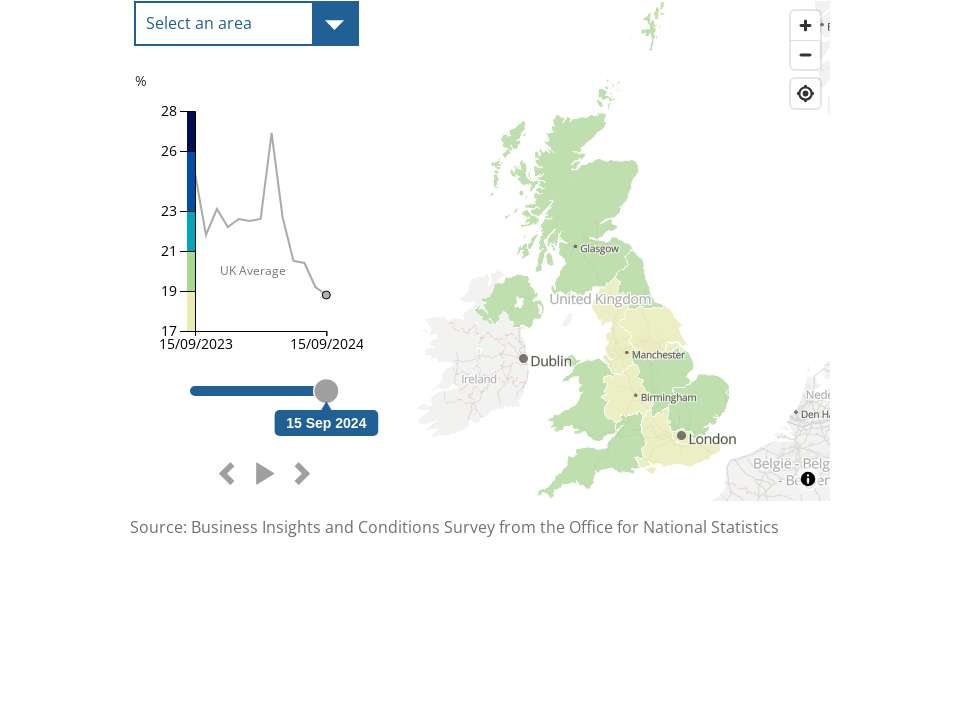 Select an area
%
28
26
23
21
19
17
UK Average
15/09/2023
15/09/2024
15 Sep 2024
Glasgow
United Kingdom
Manchester
Dublin
Ireland
Birmingham
London
Nede
Den Ha
België - Belg
Source: Business Insights and Conditions Survey from the Office for National Statistics